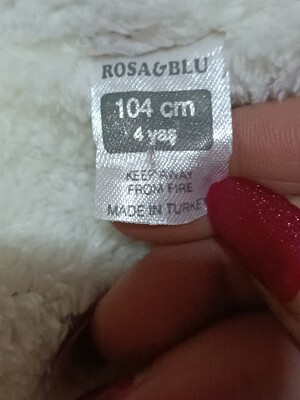 ROSA&BLU
104 cm
4 yaş
KEEP AWAY
FROM FIRE
MADE IN TURKEY